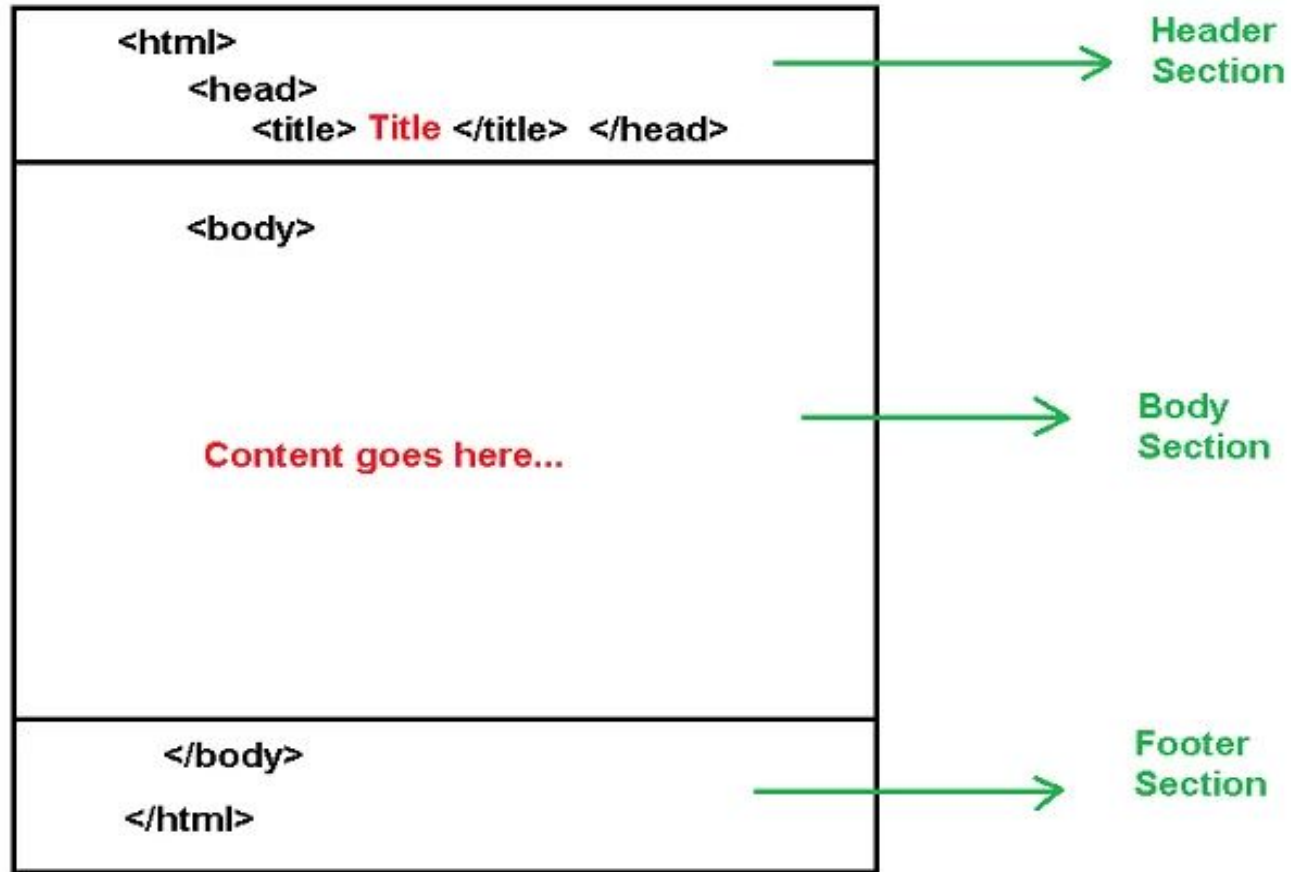 <html>
<head>
<title> Title </title> </head>
Header
Section
<body>
Content goes here...
Body
Section
</body>
</html>
Footer
Section